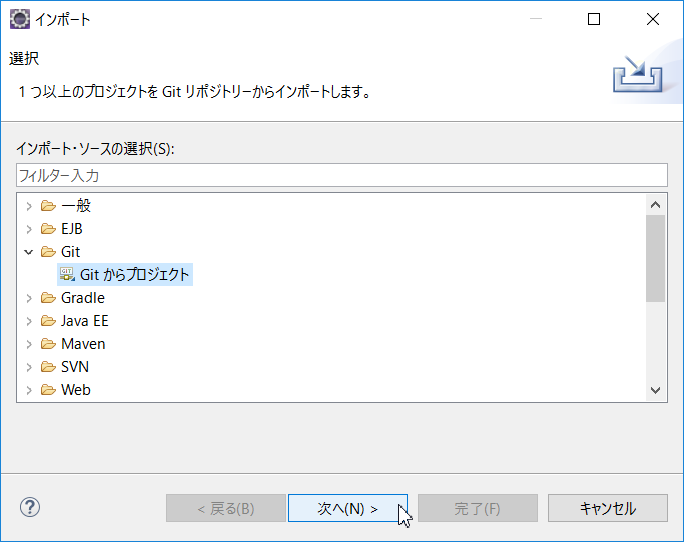 インポート
選択
1 つ以上のプロジェクトを Git リポジトリーからインポートします。
インポート・ソースの選択(S):
フィルター入力
一般
EJB
Git
GIT
Git からプロジェクト
Gradle
Java EE
Maven
SVN
Web
?
< 戻る(B)
次へ(N) >
完了(F)
キャンセル